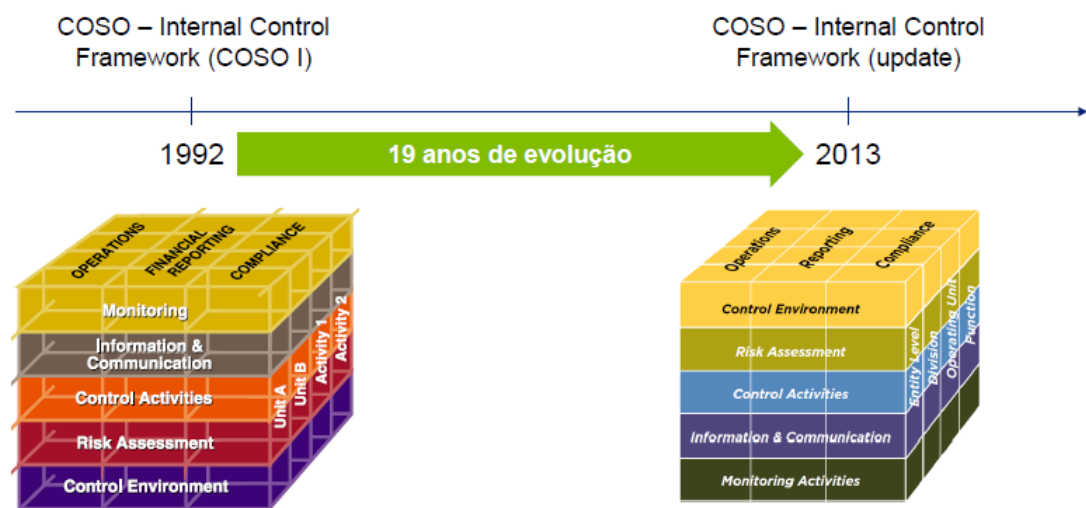 COSO – Internal Control
Framework (COSO I)
COSO – Internal Control
Framework (update)
1992
19 anos de evolução
2013
OPERATIONS
FINANCIAL
REPORTING
COMPLIANCE
Monitoring
Information &
Communication
Control Activities
Risk Assessment
Control Environment
Unit A
Unit B
Activity 1
Activity 2
Operations
Reporting
Compliance
Control Environment
Risk Assessment
Control Activities
Information & Communication
Monitoring Activities
Entity Level
Division
Operating Unit
Function